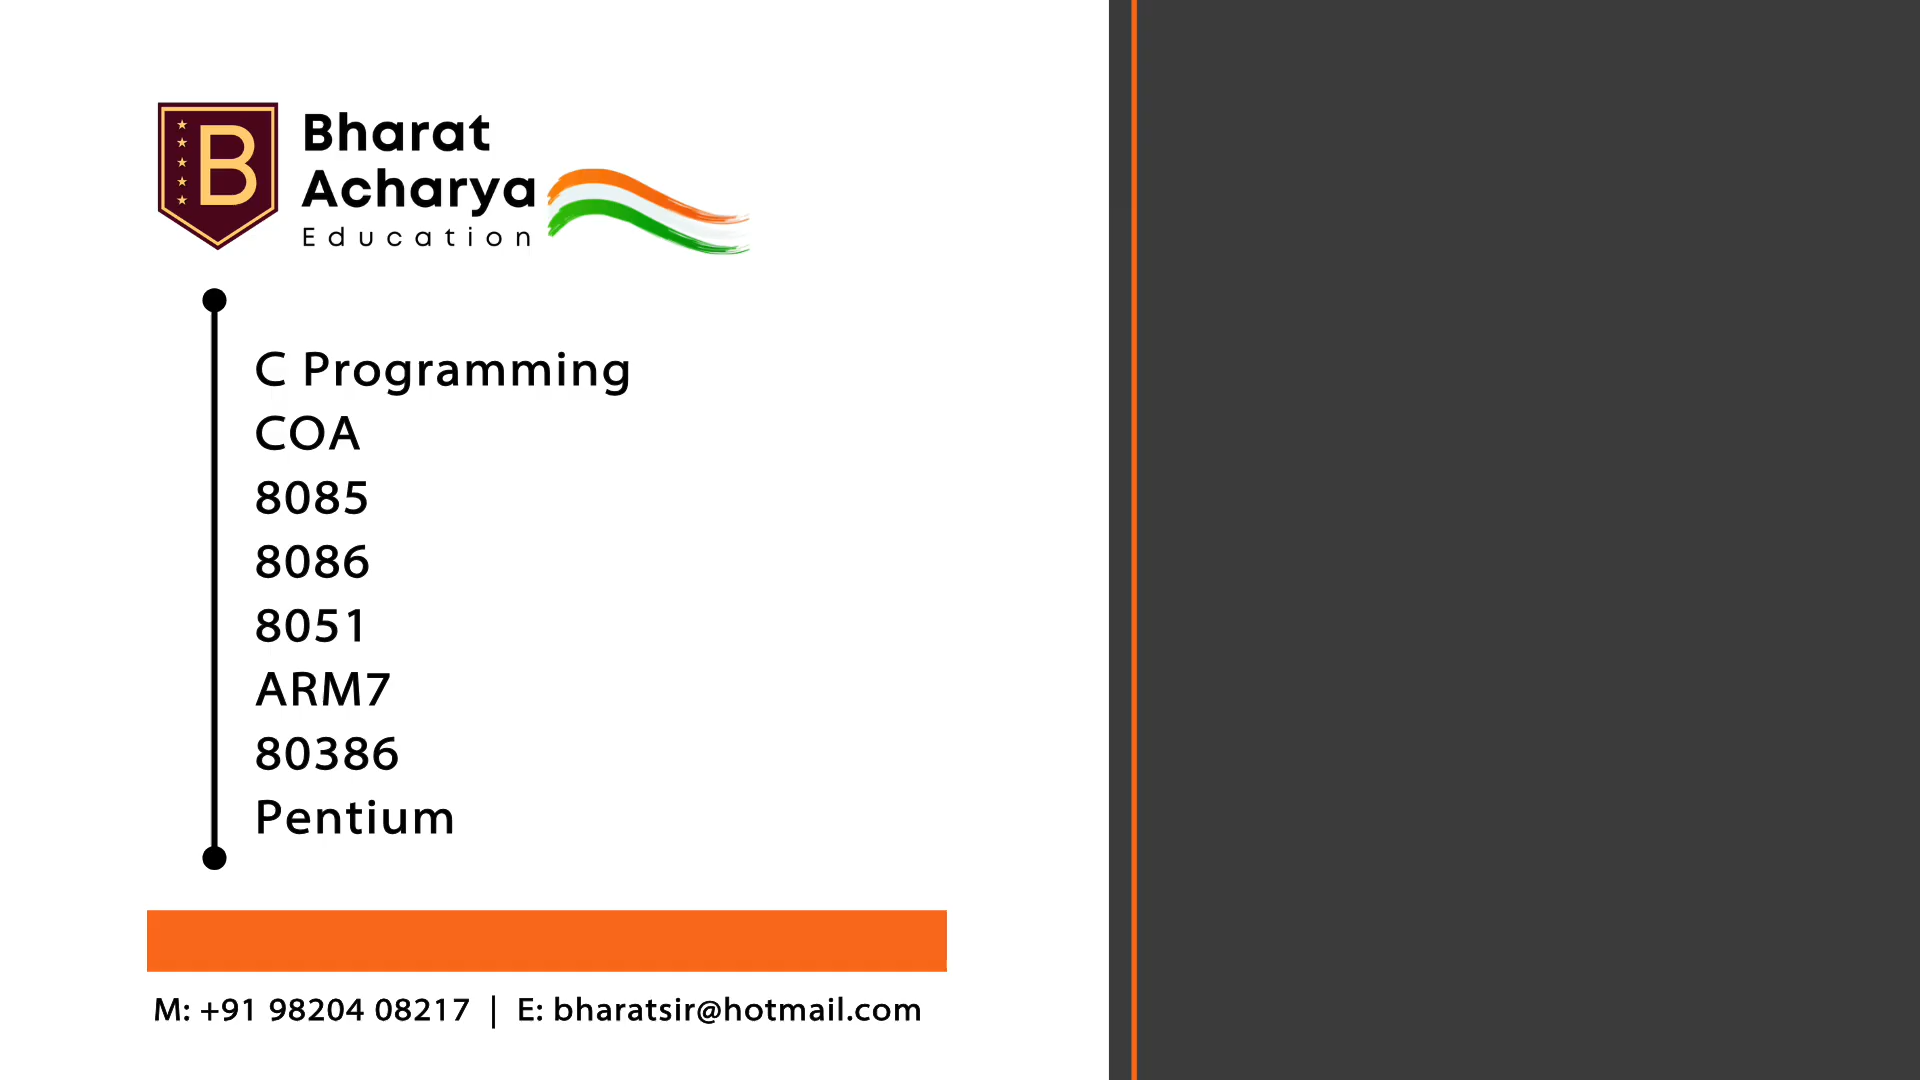 B
Bharat
Acharya
Education
C Programming
COA
8085
8086
8051
ARM7
80386
Pentium
M: +91 98204 08217 | E: bharatsir@hotmail.com